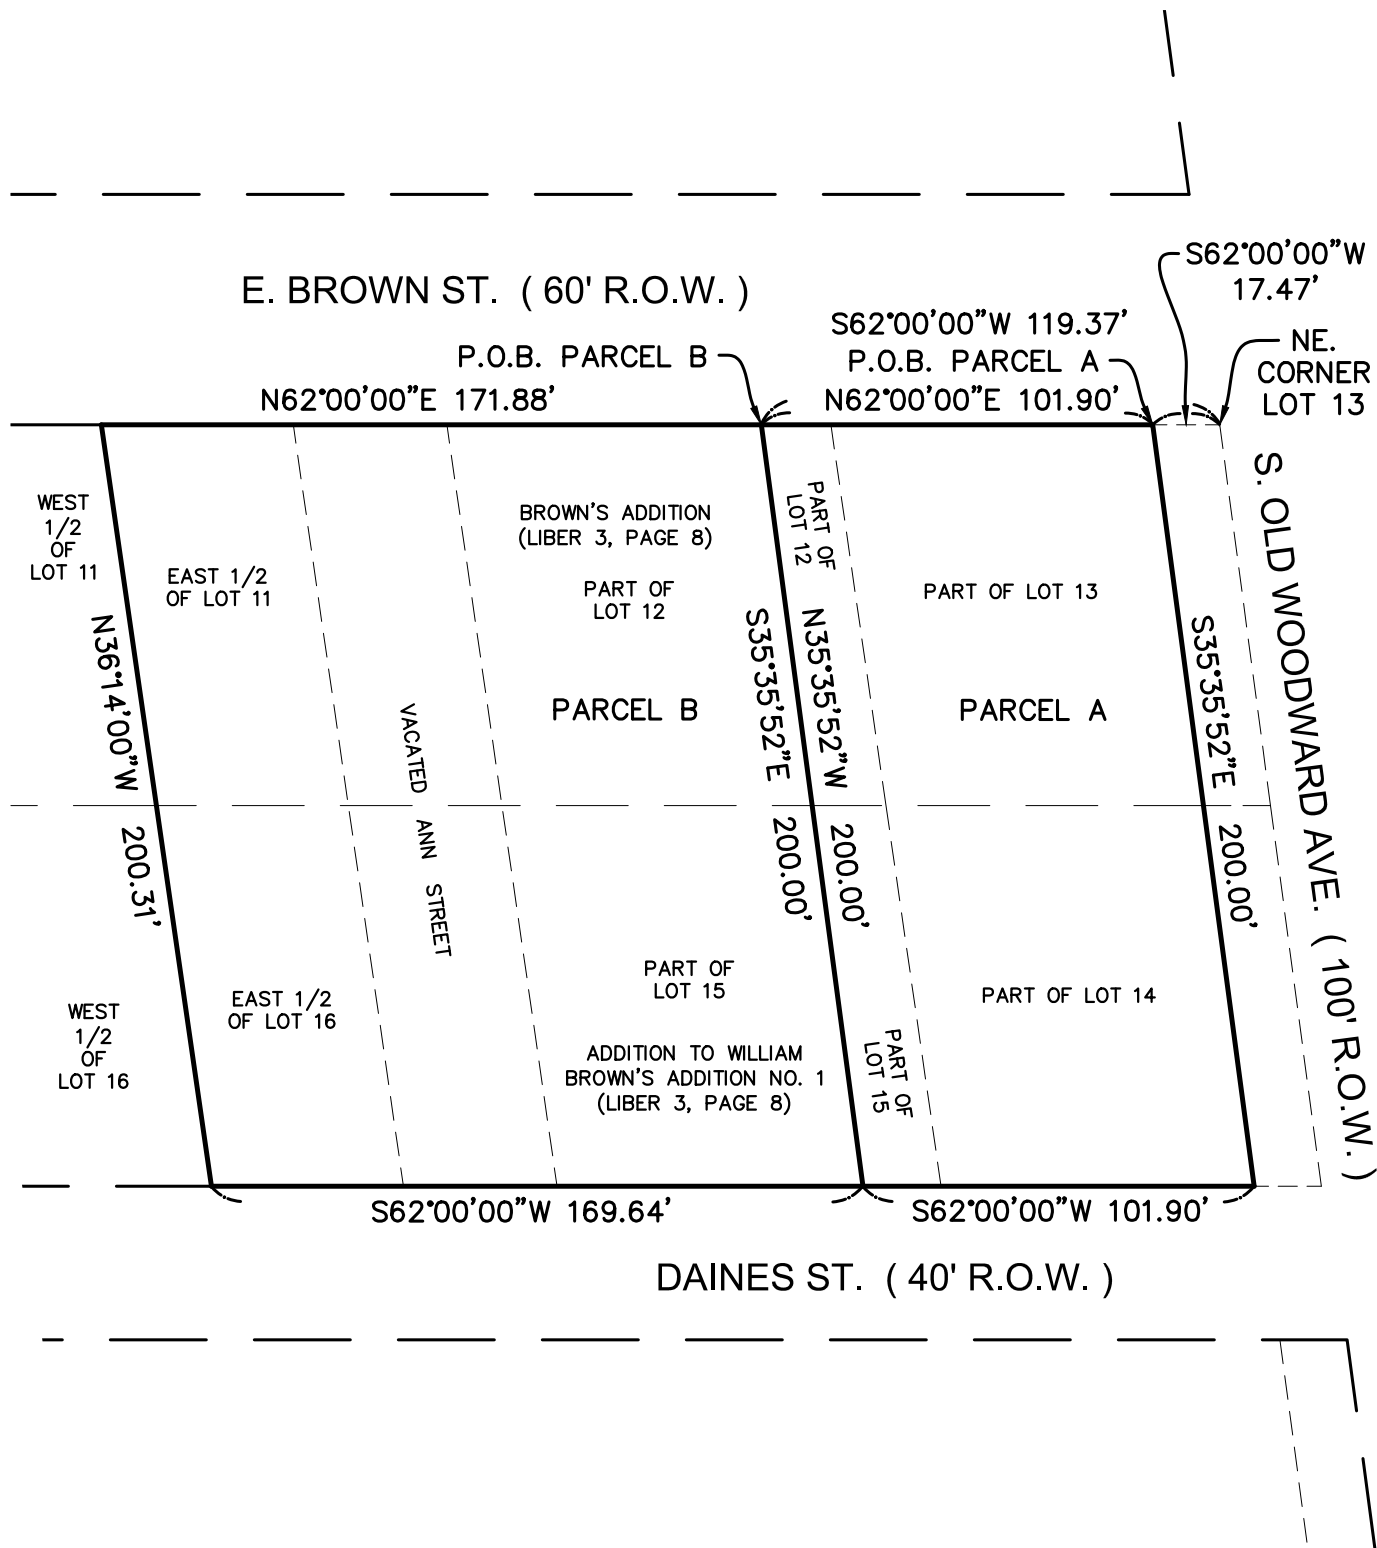 S62°00'00"W
17.47'
E. BROWN ST. ( 60' R.O.W. )
S62°00'00"W 119.37'
P.O.B. PARCEL B
P.O.B. PARCEL A
NE.
CORNER
LOT 13
N62°00'00"E 171.88'
N62°00'00"E 101.90'
S. OLD WOODWARD AVE. ( 100' R.O.W. )
WEST
1/2
OF
LOT 11
EAST 1/2
OF LOT 11
BROWN'S ADDITION
(LIBER 3, PAGE 8)
PART OF
LOT 12
PART OF
LOT 12
PART OF LOT 13
N36°14'00"W 200.31'
VACATED ANN STREET
PARCEL B
S35°35'52"E 200.00'
N35°35'52"W 200.00'
PARCEL A
S35°35'52"E 200.00'
WEST
1/2
OF
LOT 16
EAST 1/2
OF LOT 16
PART OF
LOT 15
ADDITION TO WILLIAM
BROWN'S ADDITION NO. 1
(LIBER 3, PAGE 8)
PART OF
LOT 15
PART OF LOT 14
S62°00'00"W 169.64'
S62°00'00"W 101.90'
DAINES ST. ( 40' R.O.W. )